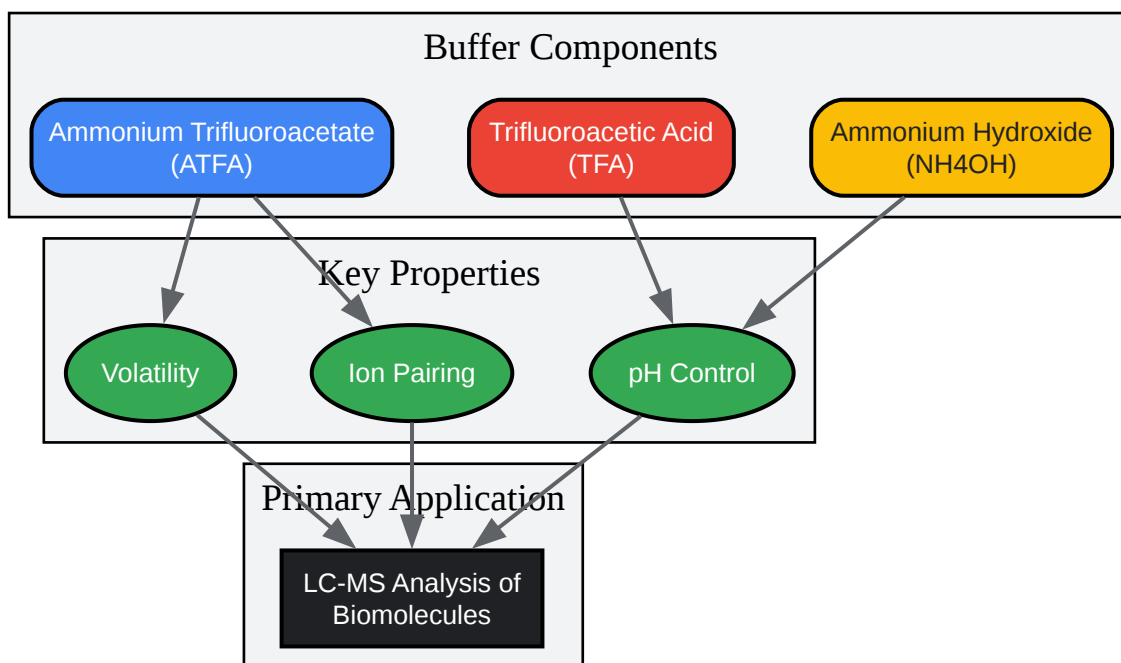 Buffer Components
Ammonium Trifluoroacetate
(ATFA)
Trifluoroacetic Acid
(TFA)
Ammonium Hydroxide
(NH4OH)
Key Properties
Volatility
Ion Pairing
pH Control
Primary Application
LC-MS Analysis of
Biomolecules